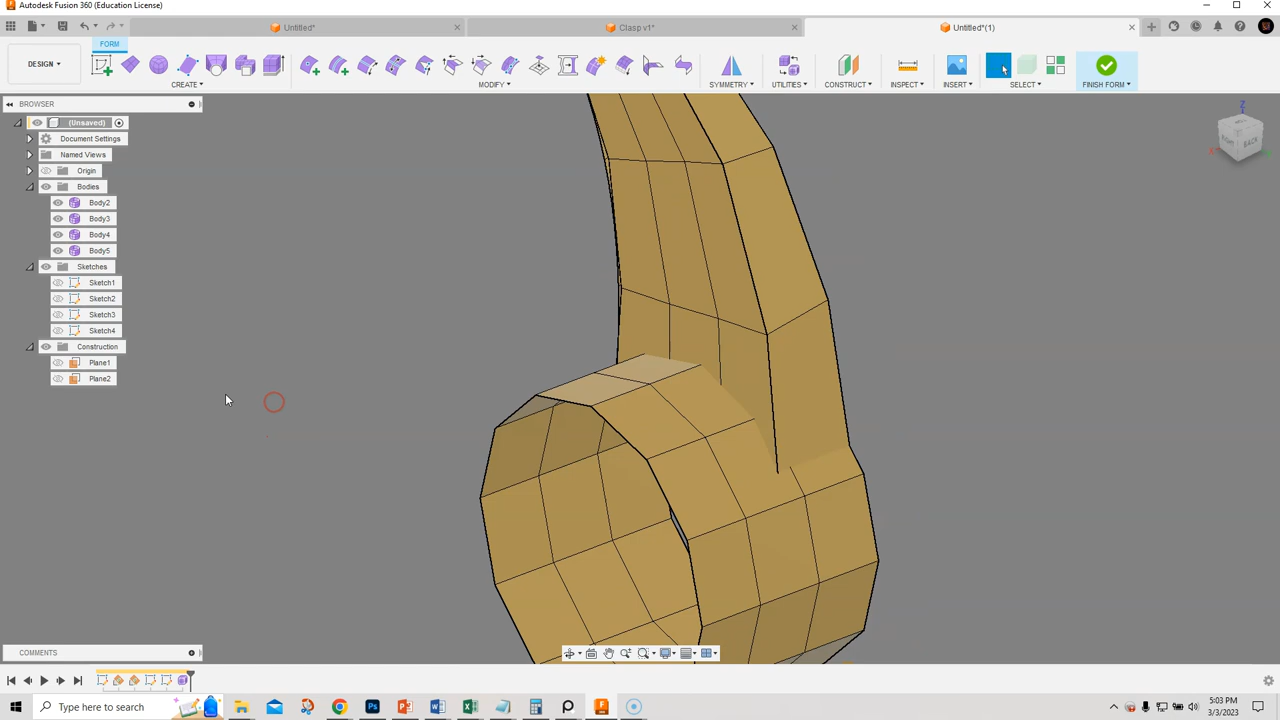 Autodesk Fusion 360 (Education License)
Untitled*
Clasp v1*
Untitled*(1)
FORM
DESIGN
CREATE
MODIFY
SYMMETRY
UTILITIES
CONSTRUCT
INSPECT
INSERT
SELECT
FINISH FORM
BROWSER
(Unsaved)
Document Settings
Named Views
Origin
Bodies
Body2
Body3
Body4
Body5
Sketches
Sketch1
Sketch2
Sketch3
Sketch4
Construction
Plane1
Plane2
Z
BACK
COMMENTS
Type here to search
5:03 PM
3/3/2023